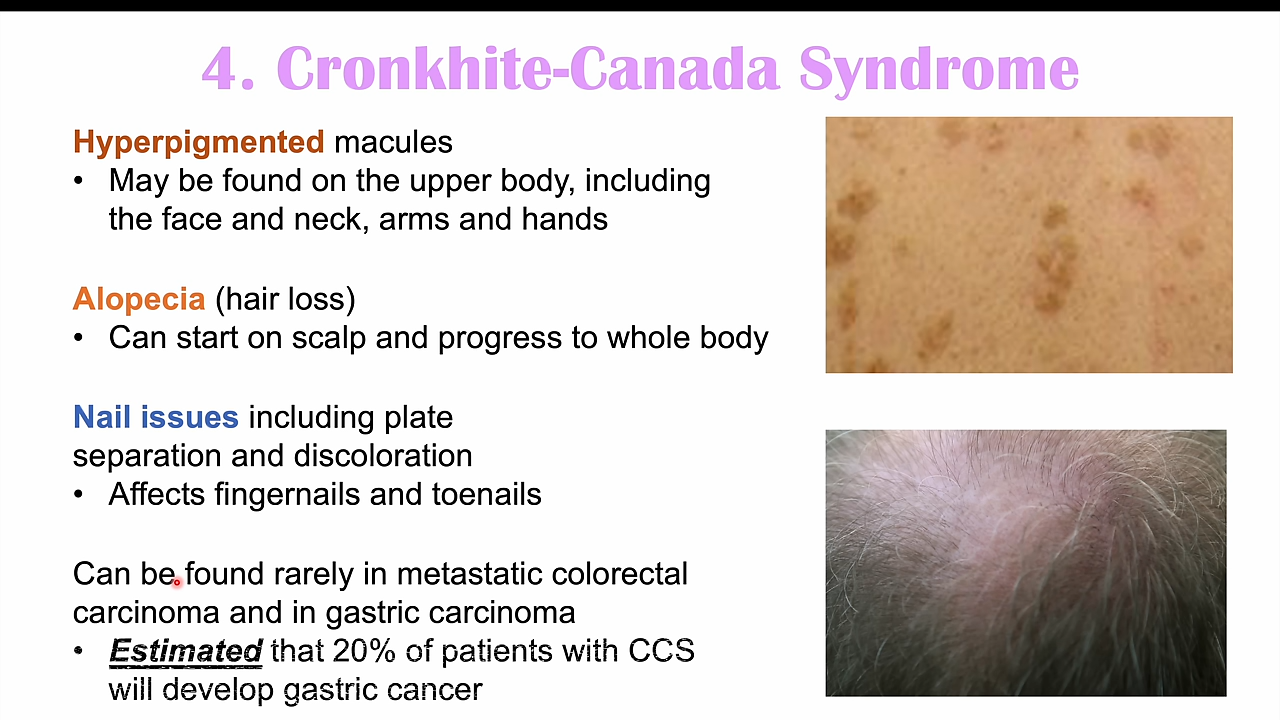 4. Cronkhite-Canada Syndrome
Hyperpigmented macules
• May be found on the upper body, including
the face and neck, arms and hands
Alopecia (hair loss)
• Can start on scalp and progress to whole body
Nail issues including plate
separation and discoloration
• Affects fingernails and toenails
Can be found rarely in metastatic colorectal
carcinoma and in gastric carcinoma
• Estimated that 20% of patients with CCS
will develop gastric cancer